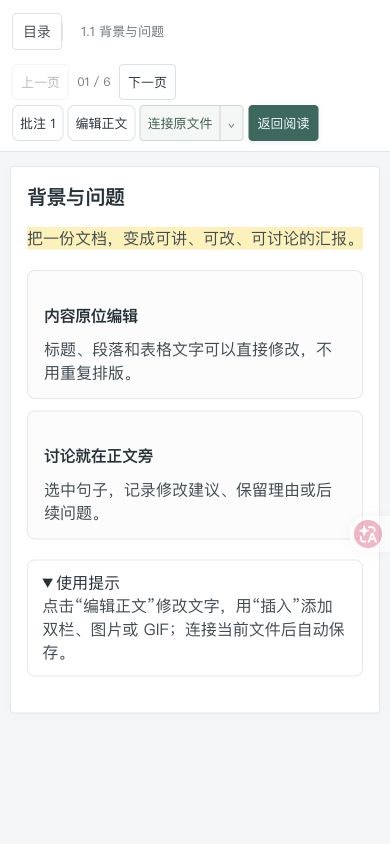 目录 1.1 背景与问题
上一页 01 / 6 下一页
批注 1 编辑正文 连接原文件 返回阅读
背景与问题
把一份文档，变成可讲、可改、可讨论的汇报。
内容原位编辑
标题、段落和表格文字可以直接修改，不
用重复排版。
讨论就在正文旁
选中句子，记录修改建议、保留理由或后
续问题。
▼使用提示
点击“编辑正文”修改文字，用“插入”添加
双栏、图片或 GIF；连接当前文件后自动保
存。